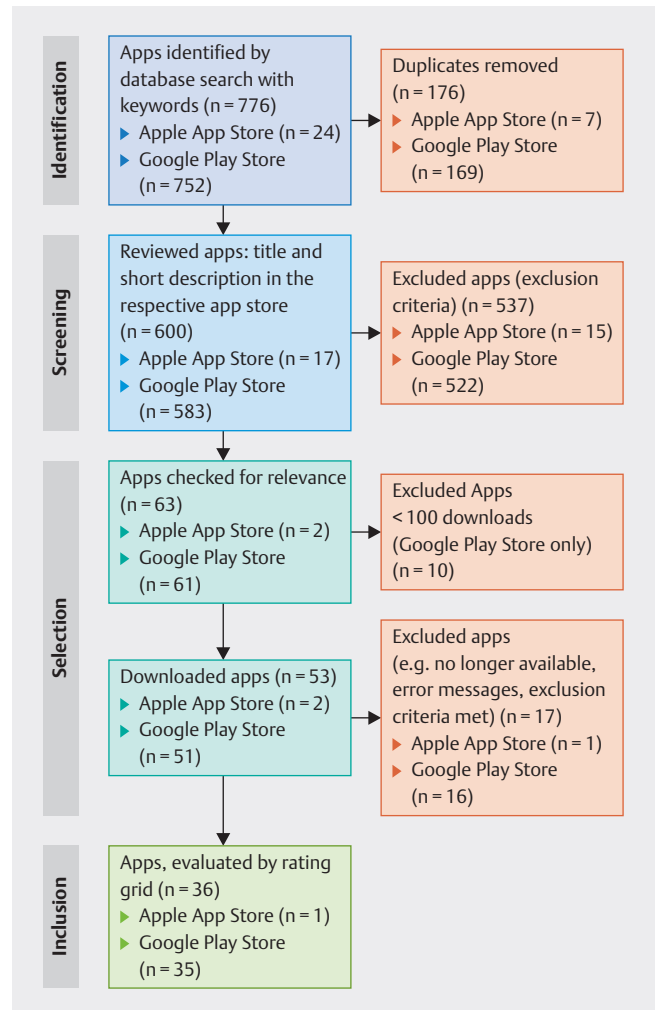 Identification
Apps identified by
database search with
keywords (n = 776)
▶ Apple App Store (n = 24)
▶ Google Play Store
(n = 752)
Duplicates removed
(n = 176)
▶ Apple App Store (n = 7)
▶ Google Play Store
(n = 169)
Screening
Reviewed apps: title and
short description in the
respective app store
(n = 600)
▶ Apple App Store (n = 17)
▶ Google Play Store
(n = 583)
Excluded apps (exclusion
criteria) (n = 537)
▶ Apple App Store (n = 15)
▶ Google Play Store
(n = 522)
Selection
Apps checked for relevance
(n = 63)
▶ Apple App Store (n = 2)
▶ Google Play Store
(n = 61)
Excluded Apps
< 100 downloads
(Google Play Store only)
(n = 10)
Downloaded apps (n = 53)
▶ Apple App Store (n = 2)
▶ Google Play Store
(n = 51)
Excluded apps
(e.g. no longer available,
error messages, exclusion
criteria met) (n = 17)
▶ Apple App Store (n = 1)
▶ Google Play Store
(n = 16)
Inclusion
Apps, evaluated by rating
grid (n = 36)
▶ Apple App Store (n = 1)
▶ Google Play Store
(n = 35)